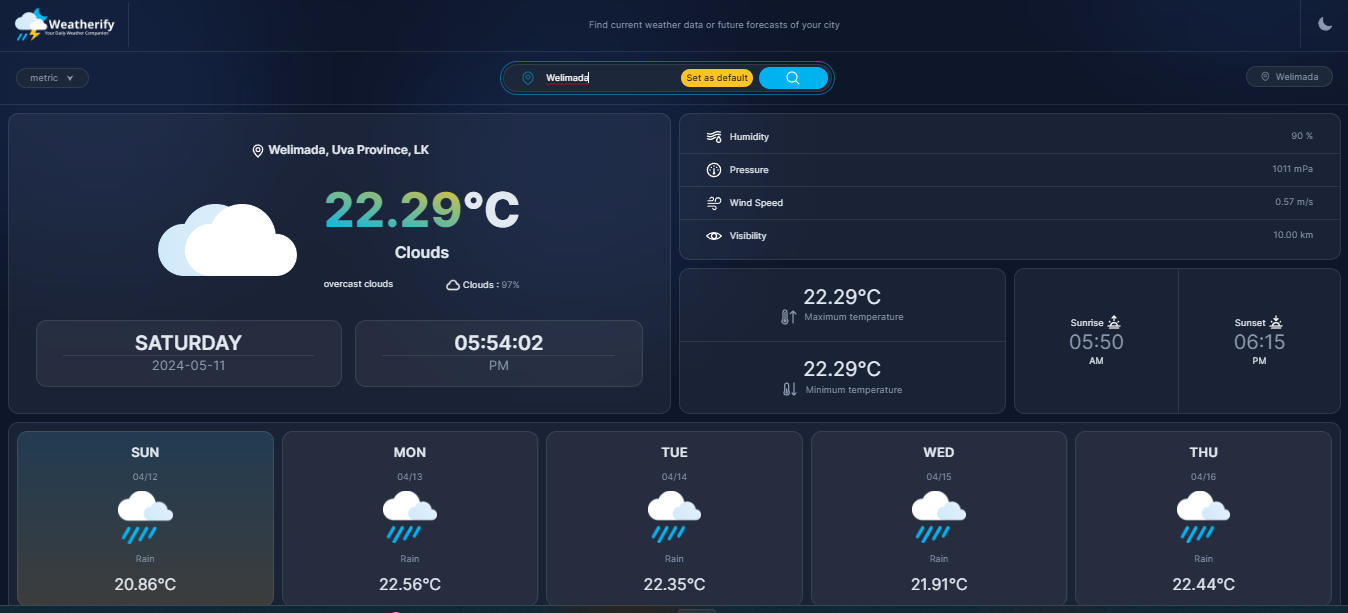 Weatherify
Your Daily Weather Companion
Find current weather data or future forecasts of your city
metric
Welimada
Set as default
Welimada
Welimada, Uva Province, LK
22.29°C
Clouds
overcast clouds
Clouds : 97%
SATURDAY
2024-05-11
05:54:02
PM
Humidity
90 %
Pressure
1011 mPa
Wind Speed
0.57 m/s
Visibility
10.00 km
22.29°C
Maximum temperature
22.29°C
Minimum temperature
Sunrise
05:50
AM
Sunset
06:15
PM
SUN
04/12
Rain
20.86°C
MON
04/13
Rain
22.56°C
TUE
04/14
Rain
22.35°C
WED
04/15
Rain
21.91°C
THU
04/16
Rain
22.44°C